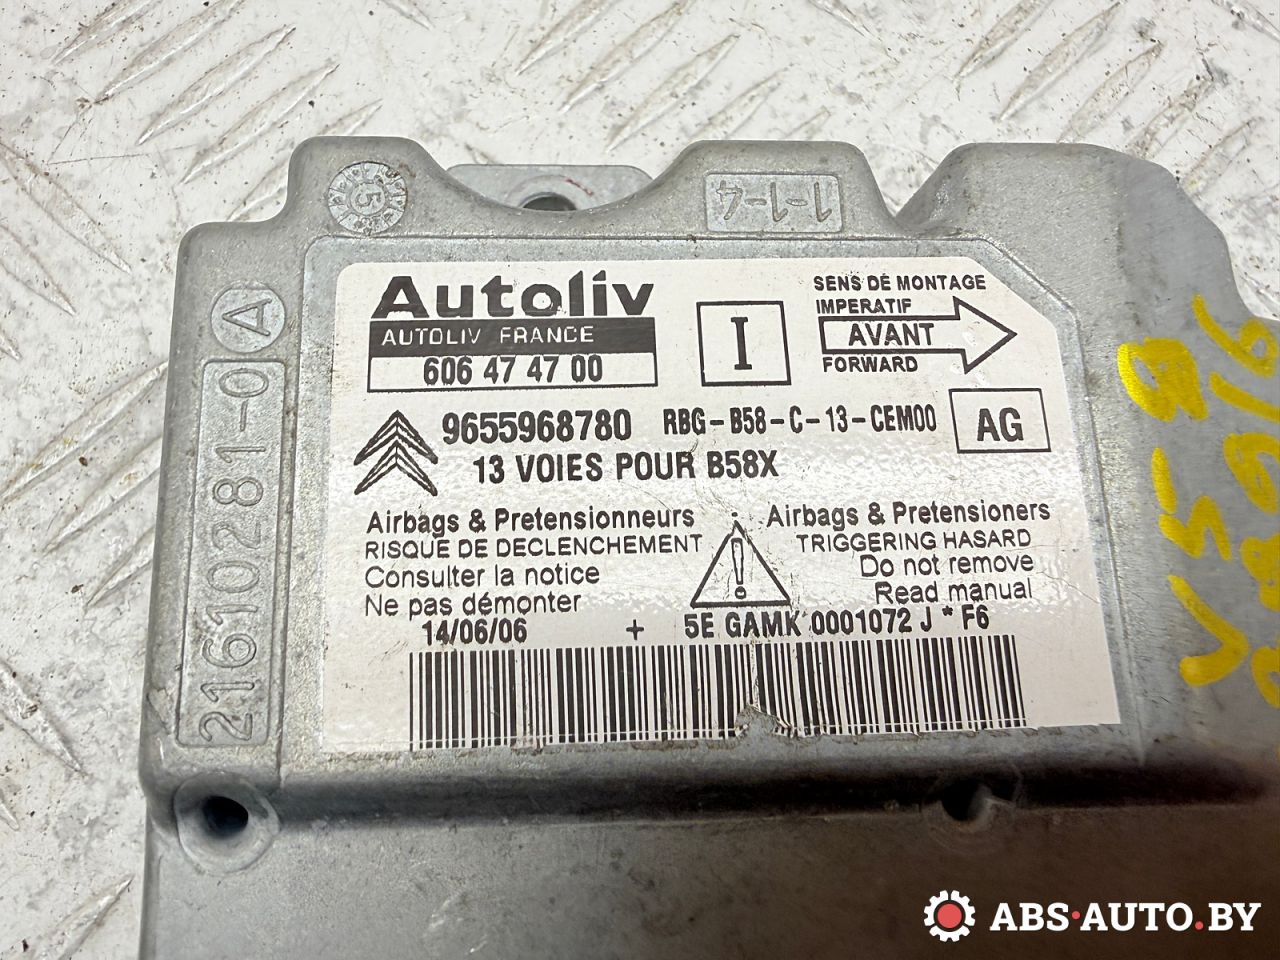 1-1-4
5
A
21610281-0
Autoliv
AUTOLIV FRANCE
606 47 47 00
I
SENS DE MONTAGE
IMPERATIF
AVANT
FORWARD
9655968780 RBG-B58-C-13-CEM00
AG
13 VOIES POUR B58X
Airbags & Pretensionneurs
RISQUE DE DECLENCHEMENT
Consulter la notice
Ne pas démonter
Airbags & Pretensioners
TRIGGERING HASARD
Do not remove
Read manual
14/06/06 + 5E GAMK 0001072 J * F6
ABS-AUTO.BY